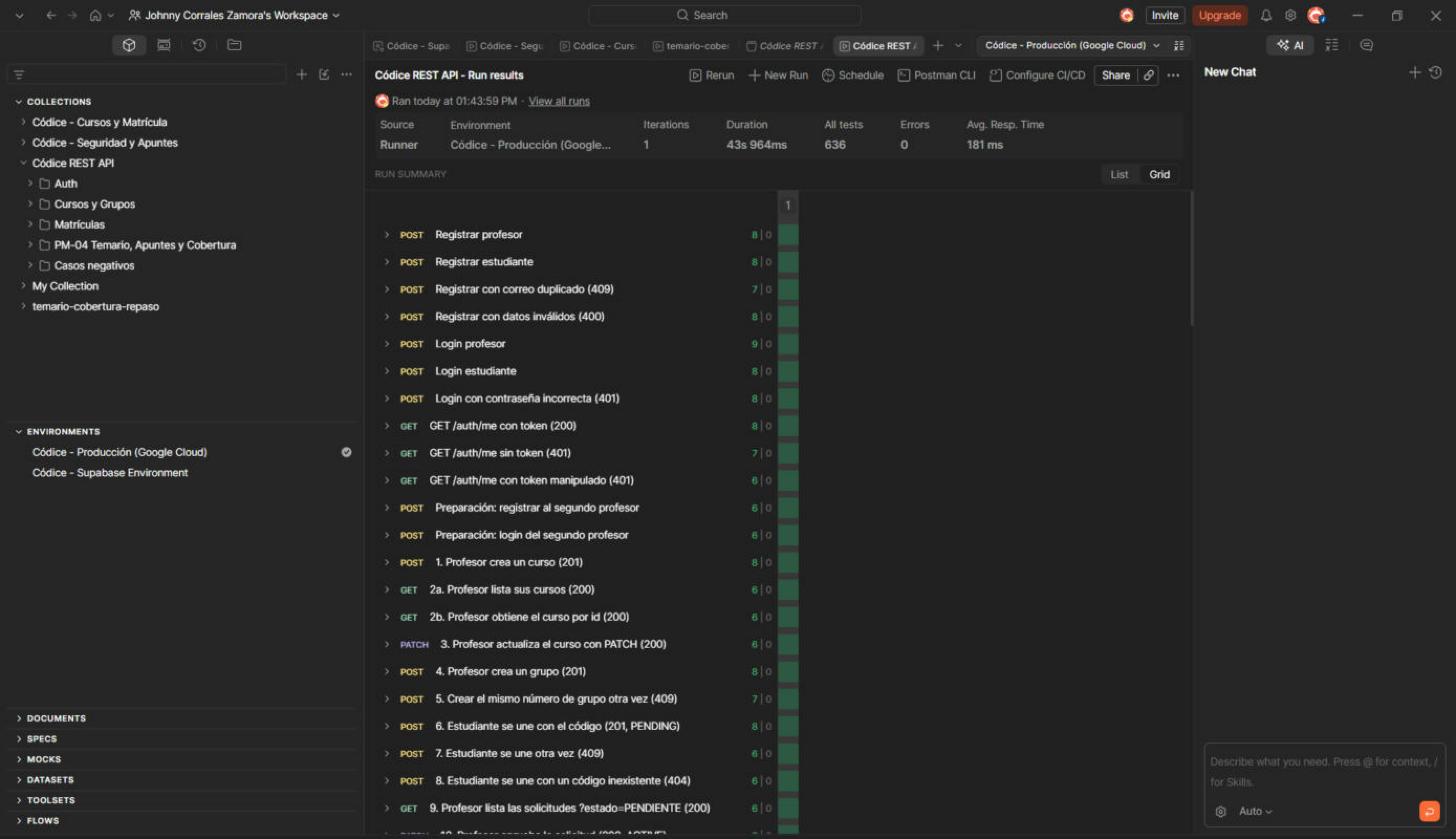 Johnny Corrales Zamora's Workspace
Search
Invite
Upgrade
COLLECTIONS
Códice - Cursos y Matrícula
Códice - Seguridad y Apuntes
Códice REST API
Auth
Cursos y Grupos
Matrículas
PM-04 Temario, Apuntes y Cobertura
Casos negativos
My Collection
temario-cobertura-repaso
ENVIRONMENTS
Códice - Producción (Google Cloud)
Códice - Supabase Environment
DOCUMENTS
SPECS
MOCKS
DATASETS
TOOLSETS
FLOWS
Códice - Supa Códice - Segu Códice - Curs temario-cober Códice REST Códice REST Códice - Producción (Google Cloud)
Códice REST API - Run results
Rerun New Run Schedule Postman CLI Configure CI/CD Share
Ran today at 01:43:59 PM · View all runs
Source Environment Iterations Duration All tests Errors Avg. Resp. Time
Runner Códice - Producción (Google... 1 43s 964ms 636 0 181 ms
RUN SUMMARY List Grid
1
POST Registrar profesor 8 | 0
POST Registrar estudiante 8 | 0
POST Registrar con correo duplicado (409) 7 | 0
POST Registrar con datos inválidos (400) 8 | 0
POST Login profesor 9 | 0
POST Login estudiante 8 | 0
POST Login con contraseña incorrecta (401) 8 | 0
GET GET /auth/me con token (200) 8 | 0
GET GET /auth/me sin token (401) 7 | 0
GET GET /auth/me con token manipulado (401) 6 | 0
POST Preparación: registrar al segundo profesor 6 | 0
POST Preparación: login del segundo profesor 6 | 0
POST 1. Profesor crea un curso (201) 8 | 0
GET 2a. Profesor lista sus cursos (200) 6 | 0
GET 2b. Profesor obtiene el curso por id (200) 6 | 0
PATCH 3. Profesor actualiza el curso con PATCH (200) 6 | 0
POST 4. Profesor crea un grupo (201) 8 | 0
POST 5. Crear el mismo número de grupo otra vez (409) 7 | 0
POST 6. Estudiante se une con el código (201, PENDING) 8 | 0
POST 7. Estudiante se une otra vez (409) 6 | 0
POST 8. Estudiante se une con un código inexistente (404) 6 | 0
GET 9. Profesor lista las solicitudes ?estado=PENDIENTE (200) 6 | 0
AI
New Chat
Describe what you need. Press @ for context, /
for Skills.
Auto